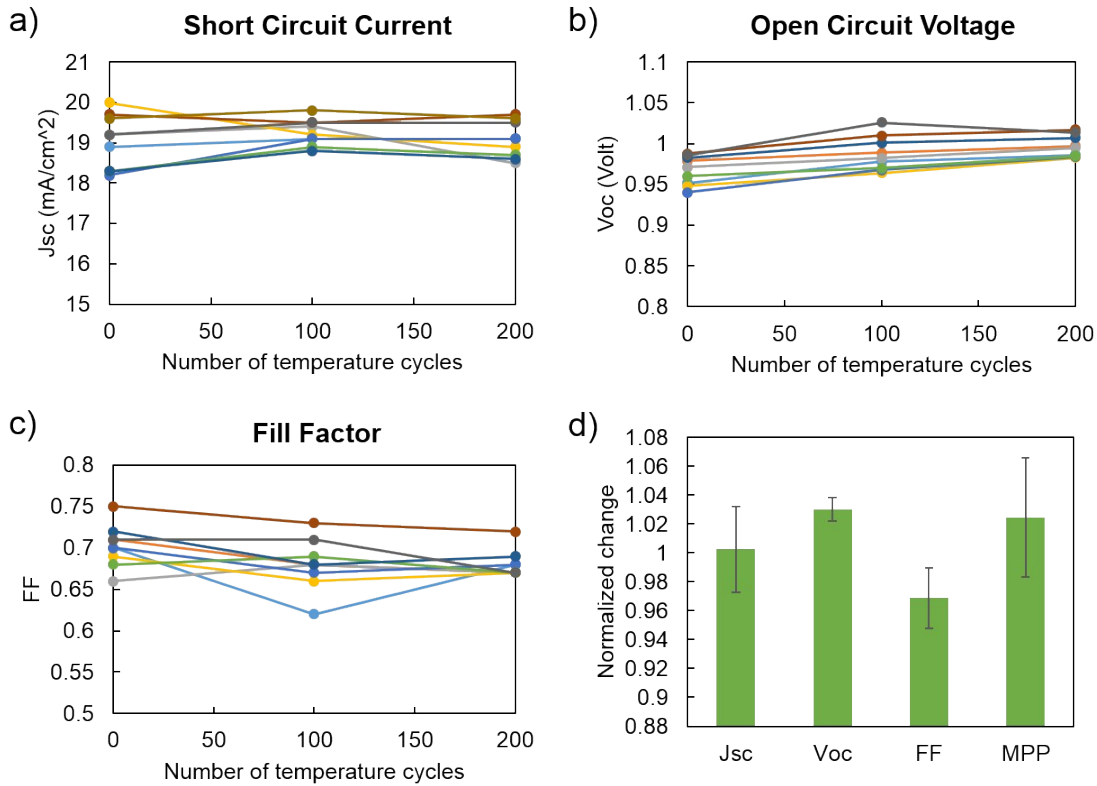 a)
Short Circuit Current
Jsc (mA/cm^2)
21
20
19
18
17
16
15
0 50 100 150 200
Number of temperature cycles
b)
Open Circuit Voltage
Voc (Volt)
1.1
1.05
1
0.95
0.9
0.85
0.8
0 50 100 150 200
Number of temperature cycles
c)
Fill Factor
FF
0.8
0.75
0.7
0.65
0.6
0.55
0.5
0 50 100 150 200
Number of temperature cycles
d)
Normalized change
1.08
1.06
1.04
1.02
1
0.98
0.96
0.94
0.92
0.9
0.88
Jsc Voc FF MPP